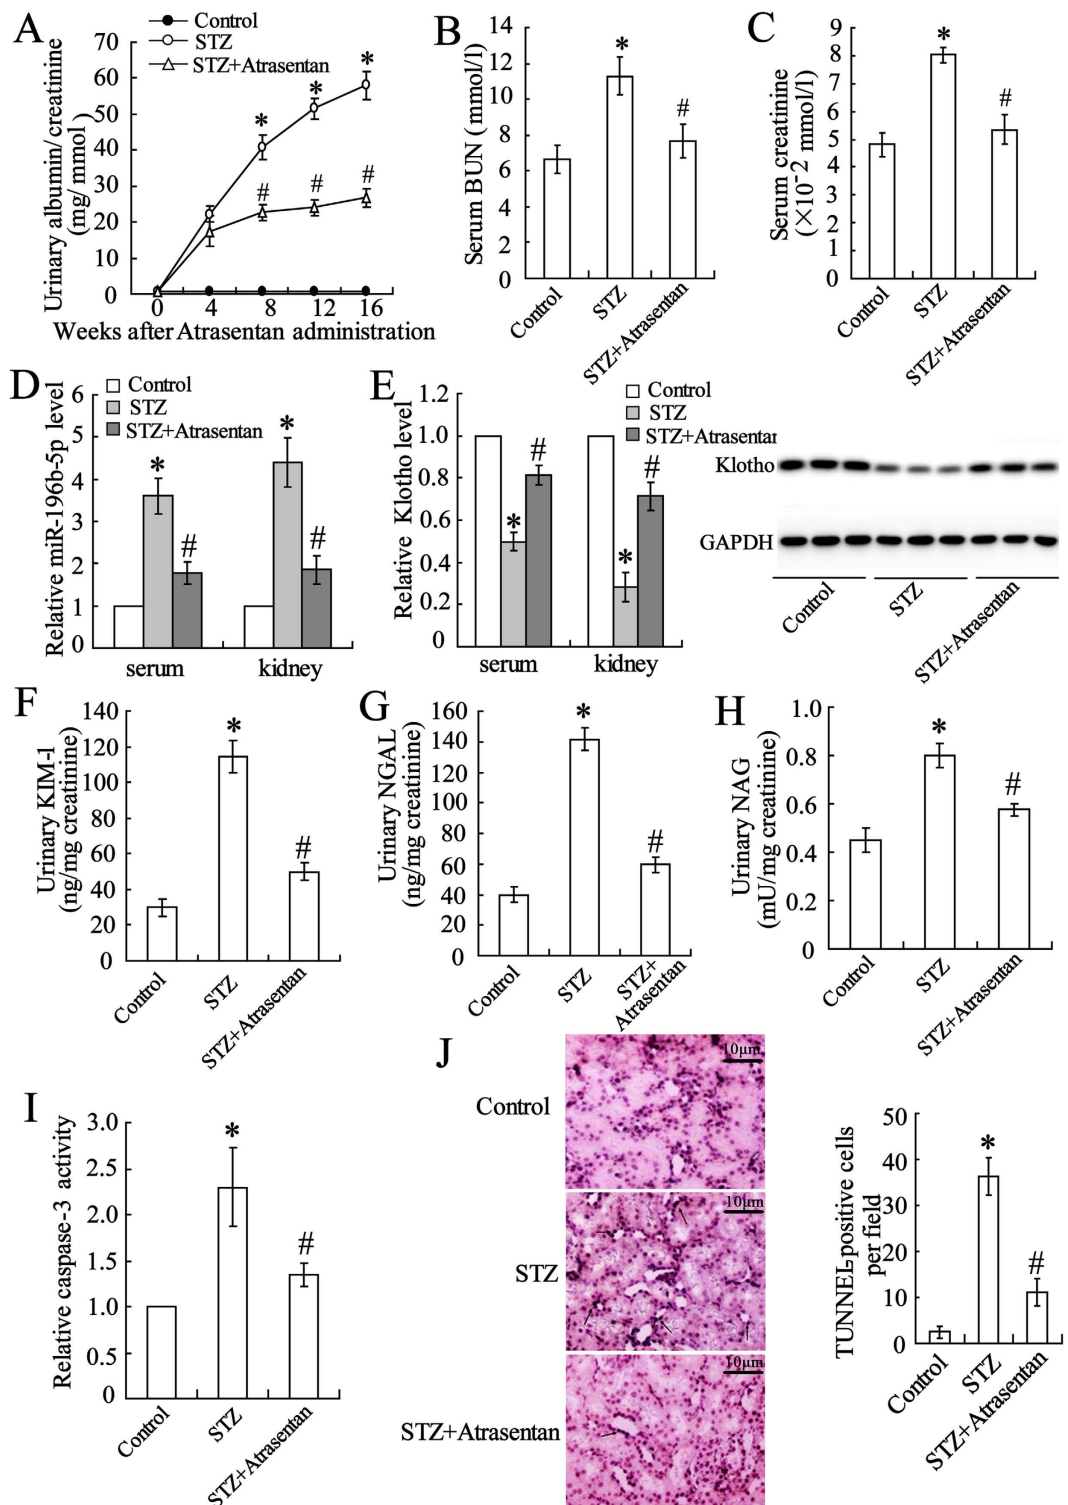 A
Control
STZ
STZ+Atrasentan
Urinary albumin/creatinine
(mg/mmol)
70
60
50
40
30
20
10
0
* * *
# # #
0 4 8 12 16
Weeks after Atrasentan administration
B
Serum BUN (mmol/l)
14
12
10
8
6
4
2
0
*
#
Control
STZ
STZ+Atrasentan
C
Serum creatinine
(×10⁻² mmol/l)
9
8
7
6
5
4
3
2
1
0
*
#
Control
STZ
STZ+Atrasentan
D
Control
STZ
STZ+Atrasentan
Relative miR-196b-5p level
6
5
4
3
2
1
0
* #
* #
serum kidney
E
Control
STZ
STZ+Atrasentan
Relative Klotho level
1.2
1.0
0.8
0.6
0.4
0.2
0
* #
* #
serum kidney
Klotho
GAPDH
Control
STZ
STZ+Atrasentan
F
Urinary KIM-1
(ng/mg creatinine)
140
120
100
80
60
40
20
0
*
#
Control
STZ
STZ+Atrasentan
G
Urinary NGAL
(ng/mg creatinine)
160
140
120
100
80
60
40
20
0
*
#
Control
STZ
STZ+
Atrasentan
H
Urinary NAG
(mU/mg creatinine)
1.0
0.8
0.6
0.4
0.2
0
*
#
Control
STZ
STZ+Atrasentan
I
Relative caspase-3 activity
3.0
2.5
2.0
1.5
1.0
0.5
0
*
#
Control
STZ
STZ+Atrasentan
J
Control
10μm
STZ
10μm
STZ+Atrasentan
10μm
TUNNEL-positive cells
per field
50
40
30
20
10
0
*
#
Control
STZ
STZ+Atrasentan